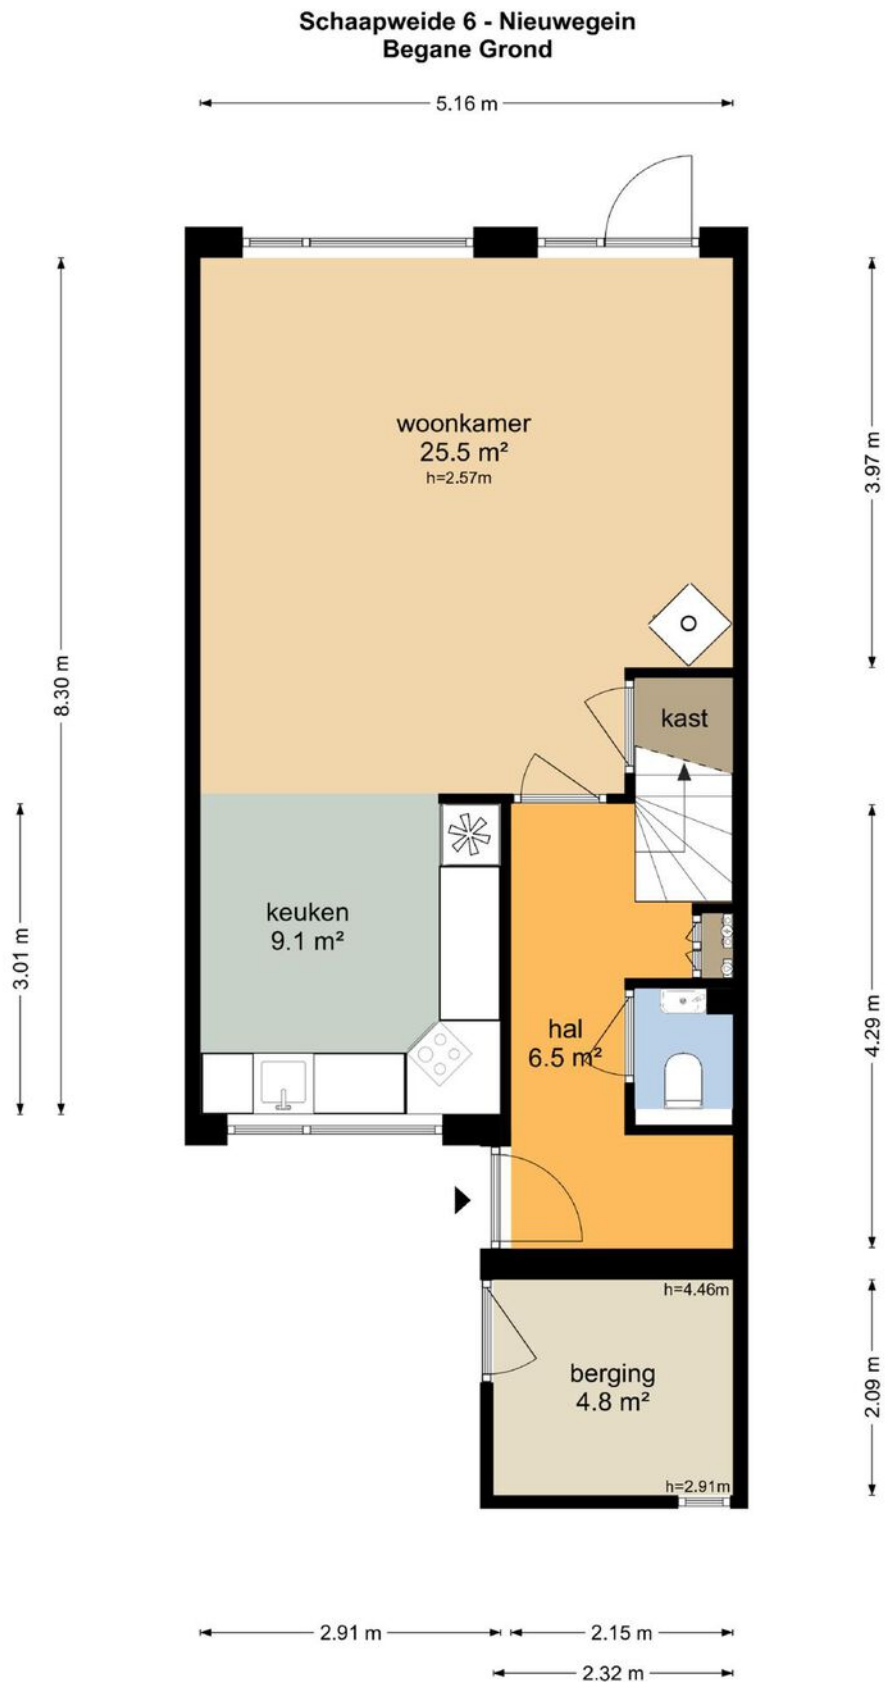 Schaapweide 6 - Nieuwegein
Begane Grond
5.16 m
woonkamer
25.5 m²
h=2.57m
3.97 m
8.30 m
kast
keuken
9.1 m²
3.01 m
hal
6.5 m²
4.29 m
h=4.46m
berging
4.8 m²
2.09 m
h=2.91m
2.91 m
2.15 m
2.32 m